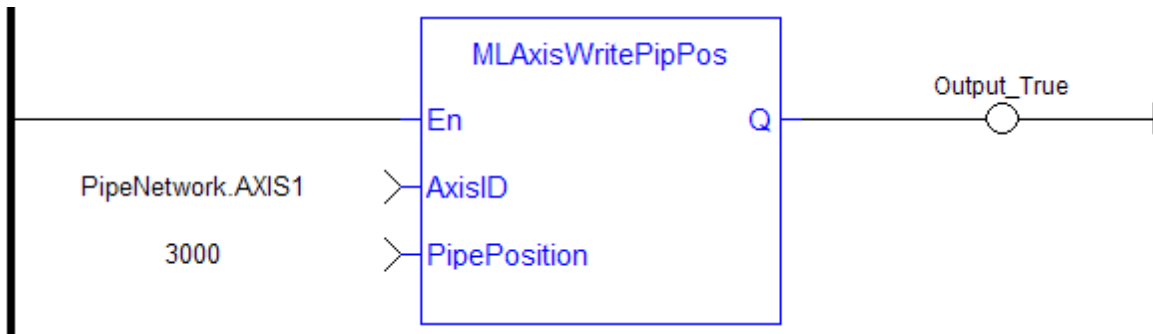 MLAxisWritePipPos
Output_True
En
Q
PipeNetwork.AXIS1
AxisID
3000
PipePosition